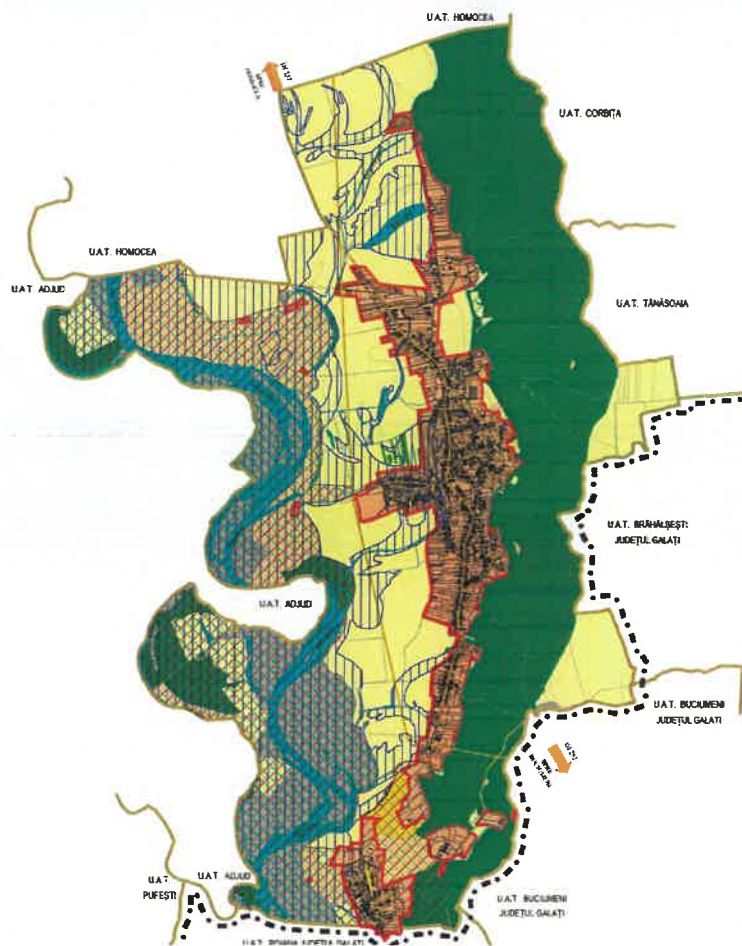 U.A.T. HOMOCEA
U.A.T. CORBIȚA
U.A.T. HOMOCEA
U.A.T. ADJUD
U.A.T. TĂNĂSOAIA
U.A.T. BRĂHĂȘEȘTI
JUDEȚUL GALAȚI
U.A.T. ADJUD
U.A.T. BUCIUMENI
JUDEȚUL GALAȚI
U.A.T. ADJUD
U.A.T.
PUFEȘTI
U.A.T. BUCIUMENI
JUDEȚUL GALAȚI